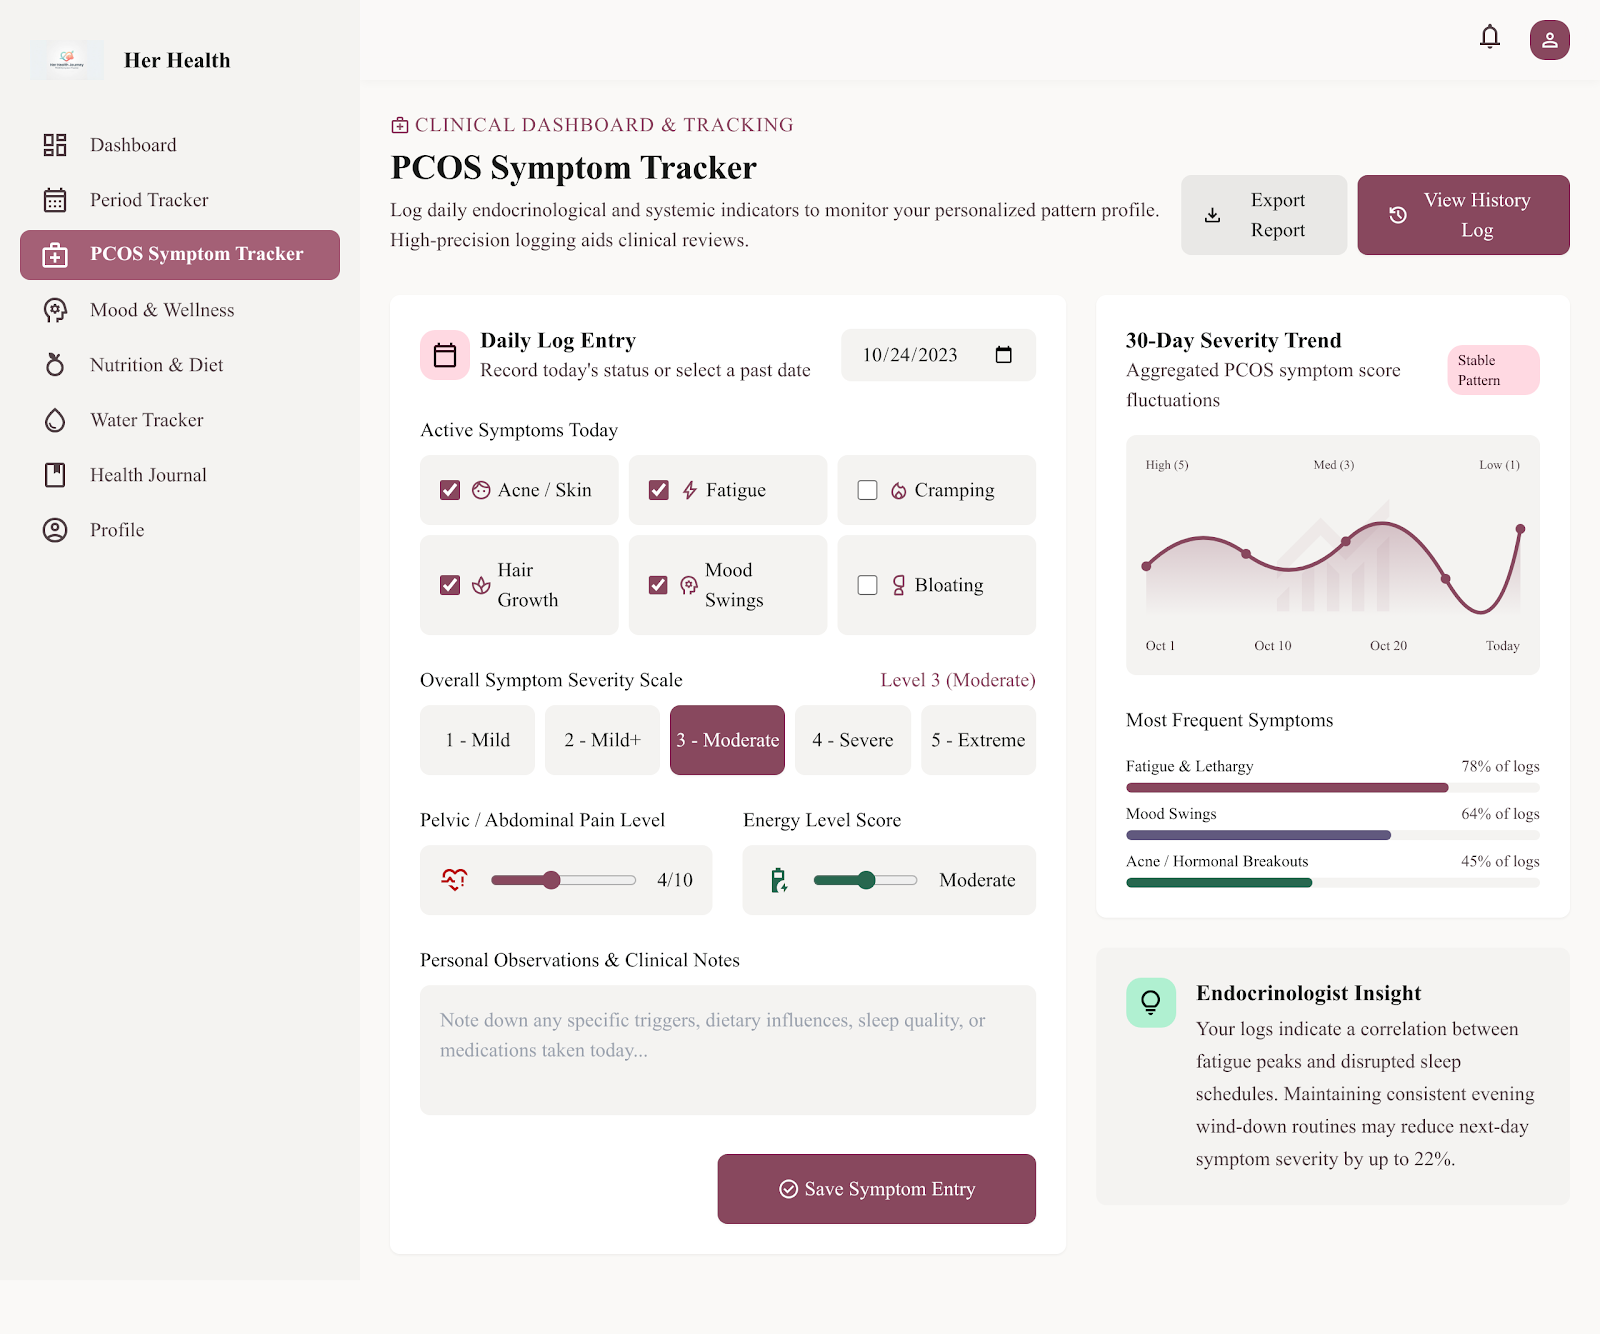 Her Health Journey
Her Health
Dashboard
Period Tracker
PCOS Symptom Tracker
Mood & Wellness
Nutrition & Diet
Water Tracker
Health Journal
Profile
CLINICAL DASHBOARD & TRACKING
PCOS Symptom Tracker
Log daily endocrinological and systemic indicators to monitor your personalized pattern profile.
High-precision logging aids clinical reviews.
Export
Report
View History
Log
Daily Log Entry
Record today's status or select a past date
10/24/2023
Active Symptoms Today
Acne / Skin
Fatigue
Cramping
Hair
Growth
Mood
Swings
Bloating
Overall Symptom Severity Scale
Level 3 (Moderate)
1 - Mild
2 - Mild+
3 - Moderate
4 - Severe
5 - Extreme
Pelvic / Abdominal Pain Level
4/10
Energy Level Score
Moderate
Personal Observations & Clinical Notes
Note down any specific triggers, dietary influences, sleep quality, or
medications taken today...
Save Symptom Entry
30-Day Severity Trend
Aggregated PCOS symptom score
fluctuations
Stable
Pattern
High (5)
Med (3)
Low (1)
Oct 1
Oct 10
Oct 20
Today
Most Frequent Symptoms
Fatigue & Lethargy
78% of logs
Mood Swings
64% of logs
Acne / Hormonal Breakouts
45% of logs
Endocrinologist Insight
Your logs indicate a correlation between
fatigue peaks and disrupted sleep
schedules. Maintaining consistent evening
wind-down routines may reduce next-day
symptom severity by up to 22%.